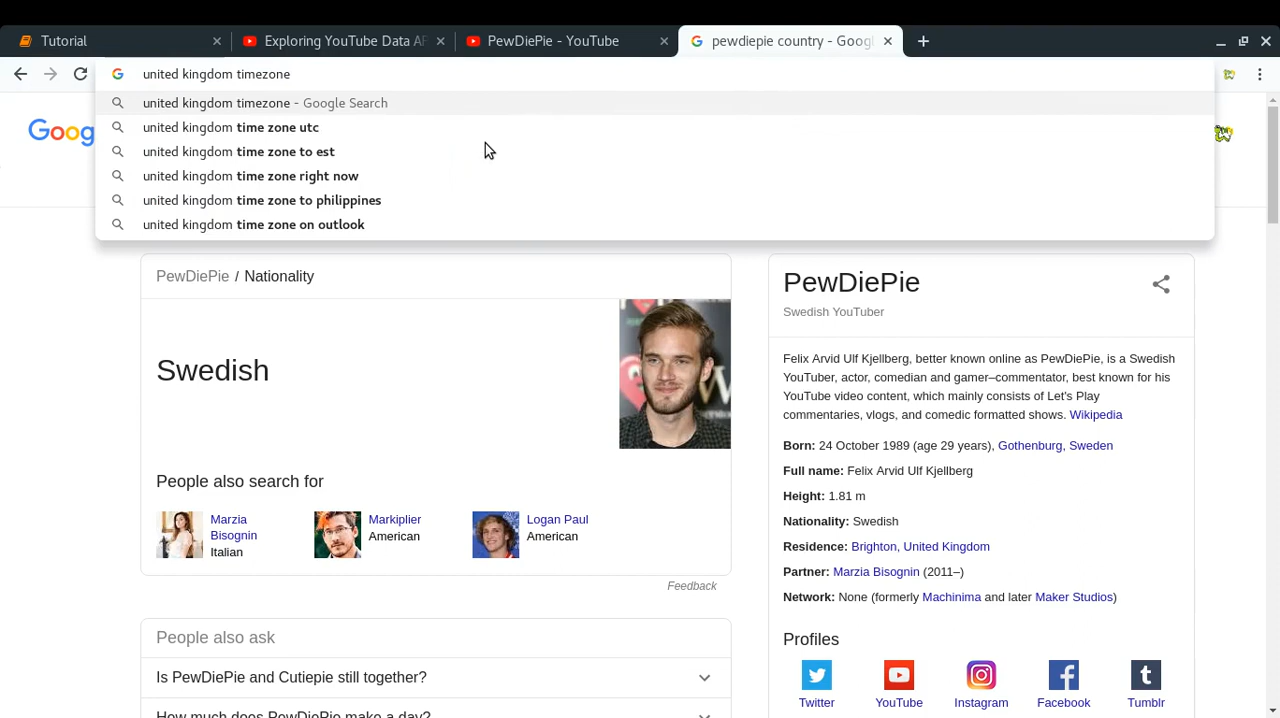 Tutorial
Exploring YouTube Data AP
PewDiePie - YouTube
pewdiepie country - Goog
united kingdom timezone
united kingdom timezone - Google Search
united kingdom time zone utc
united kingdom time zone to est
united kingdom time zone right now
united kingdom time zone to philippines
united kingdom time zone on outlook
Goog
PewDiePie / Nationality
Swedish
People also search for
Marzia
Bisognin
Italian
Markiplier
American
Logan Paul
American
Feedback
People also ask
Is PewDiePie and Cutiepie still together?
How much does PewDiePie make a day?
PewDiePie
Swedish YouTuber
Felix Arvid Ulf Kjellberg, better known online as PewDiePie, is a Swedish
YouTuber, actor, comedian and gamer–commentator, best known for his
YouTube video content, which mainly consists of Let's Play
commentaries, vlogs, and comedic formatted shows. Wikipedia
Born: 24 October 1989 (age 29 years), Gothenburg, Sweden
Full name: Felix Arvid Ulf Kjellberg
Height: 1.81 m
Nationality: Swedish
Residence: Brighton, United Kingdom
Partner: Marzia Bisognin (2011–)
Network: None (formerly Machinima and later Maker Studios)
Profiles
Twitter
YouTube
Instagram
Facebook
Tumblr